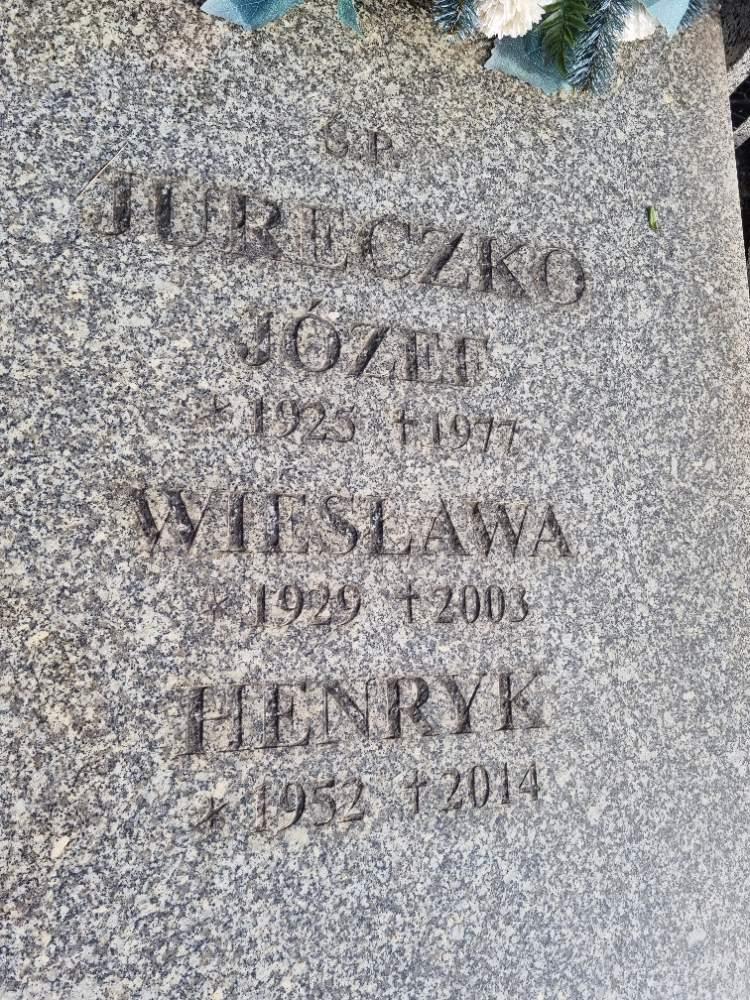 Ś. P.
JURECZKO
JÓZEF
* 1925 † 1977
WIESŁAWA
* 1929 † 2003
HENRYK
* 1952 † 2014